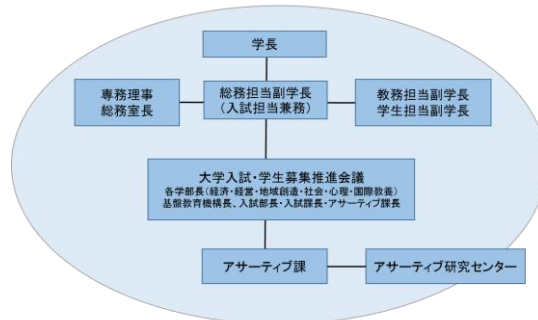 学長
専務理事
総務室長
総務担当副学長
(入試担当兼務)
教務担当副学長
学生担当副学長
大学入試・学生募集推進会議
各学部長(経済・経営・地域創造・社会・心理・国際教養)
基盤教育機構長、入試部長・入試課長・アサーティブ課長
アサーティブ課
アサーティブ研究センター